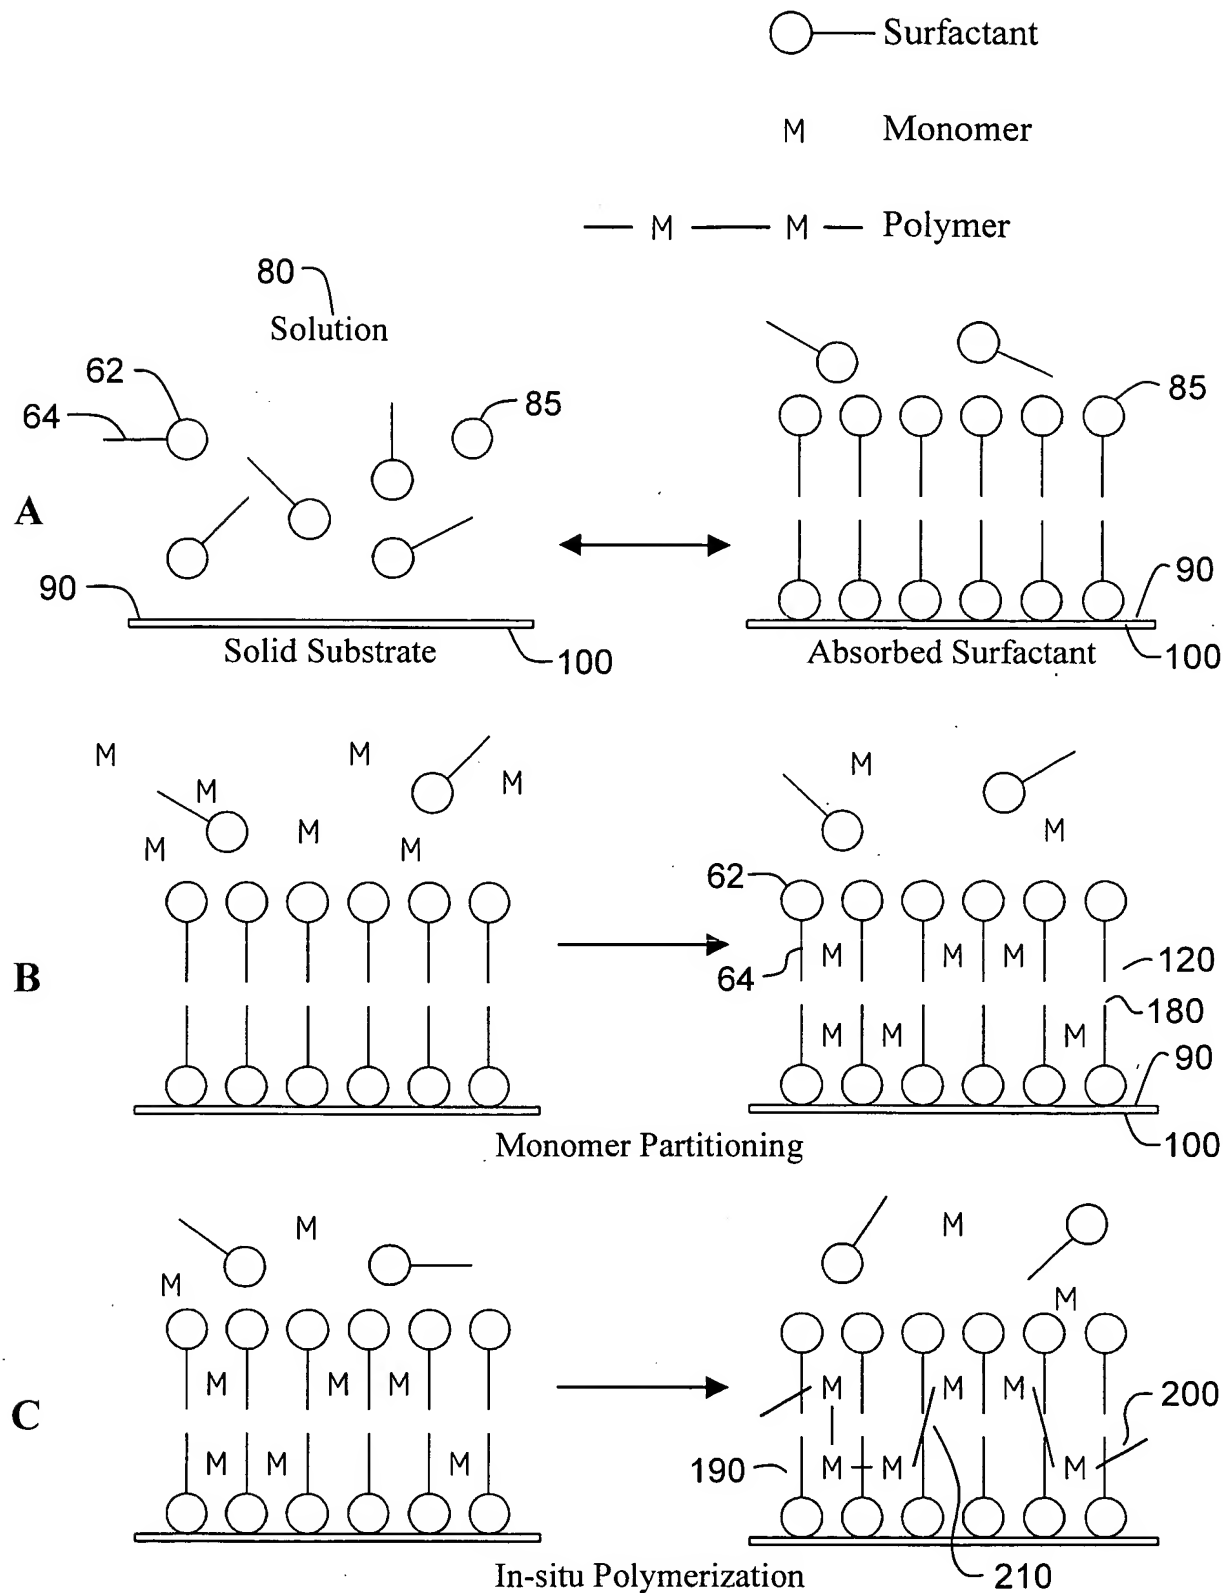 Surfactant
M Monomer
M M Polymer
80
Solution
62
64
85
85
A
90
90
Solid Substrate
100
Absorbed Surfactant
100
M M M M M M M
M M
62
M M M
120
B
64
180
M M M
90
100
Monomer Partitioning
M M
M M
M M M
M M M
C
200
M M M
190
M M M
210
In-situ Polymerization